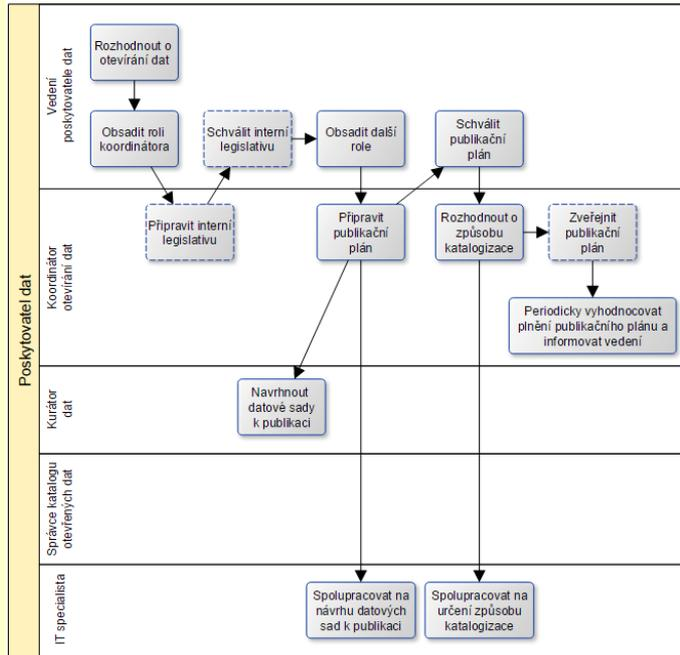 Poskytovatel dat
Vedení
poskytovatele dat
Rozhodnout o
otevírání dat
Obsadit roli
koordinátora
Schválit interní
legislativu
Obsadit další
role
Schválit
publikační
plán
Koordinátor
otevírání dat
Připravit interní
legislativu
Připravit
publikační
plán
Rozhodnout o
způsobu
katalogizace
Zveřejnit
publikační
plán
Periodicky vyhodnocovat
plnění publikačního plánu a
informovat vedení
Kurátor
dat
Navrhnout
datové sady
k publikaci
Správce katalogu
otevřených dat
IT specialista
Spolupracovat na
návrhu datových
sad k publikaci
Spolupracovat na
určení způsobu
katalogizace